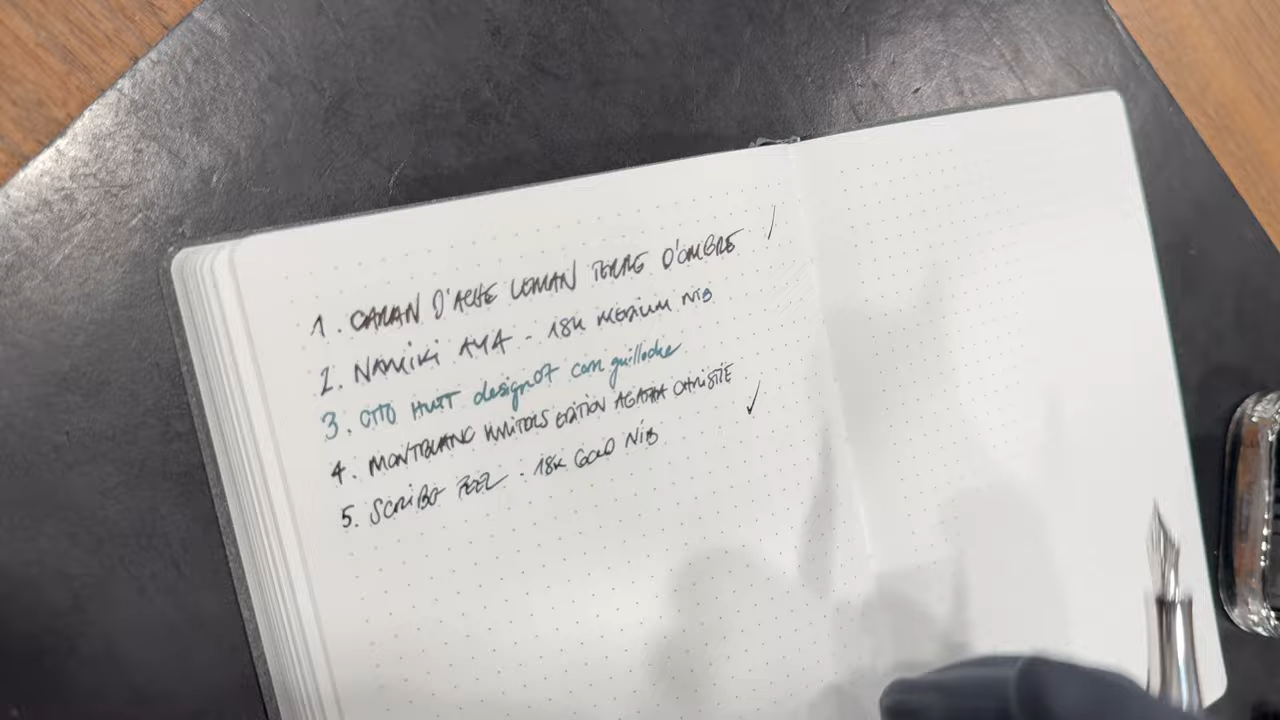 1. CARAN D'ACHE LEMAN TERRE D'OMBRE
2. NAMIKI AYA - 18K MEDIUM NIB
3. OTTO HUTT design07 com guilloche
4. MONTBLANC WRITERS EDITION AGATHA CHRISTIE ✓
5. SCRIBO FEEL - 18K GOLD NIB